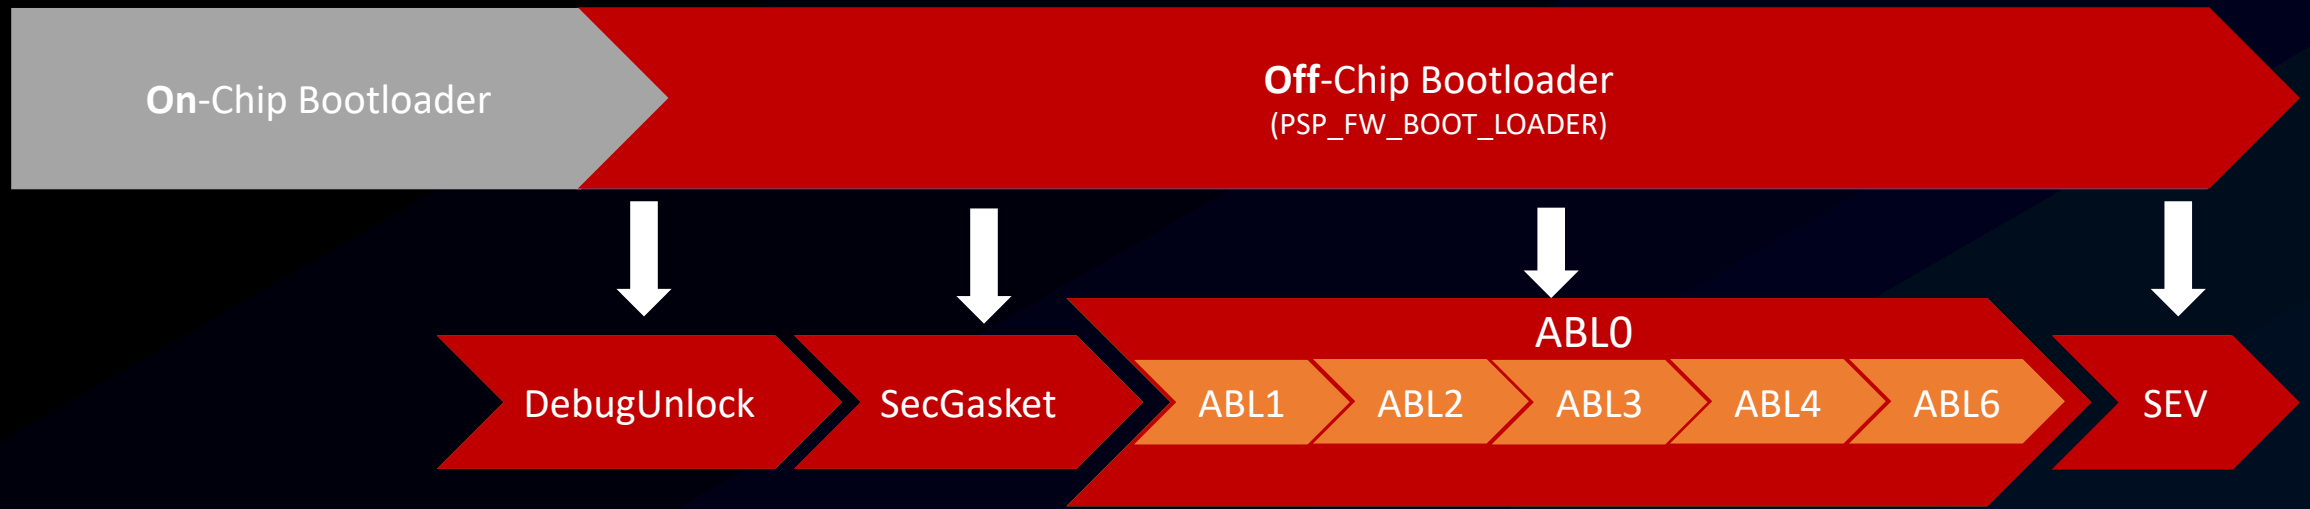 On-Chip Bootloader
Off-Chip Bootloader
(PSP_FW_BOOT_LOADER)
DebugUnlock
SecGasket
ABL0
ABL1
ABL2
ABL3
ABL4
ABL6
SEV